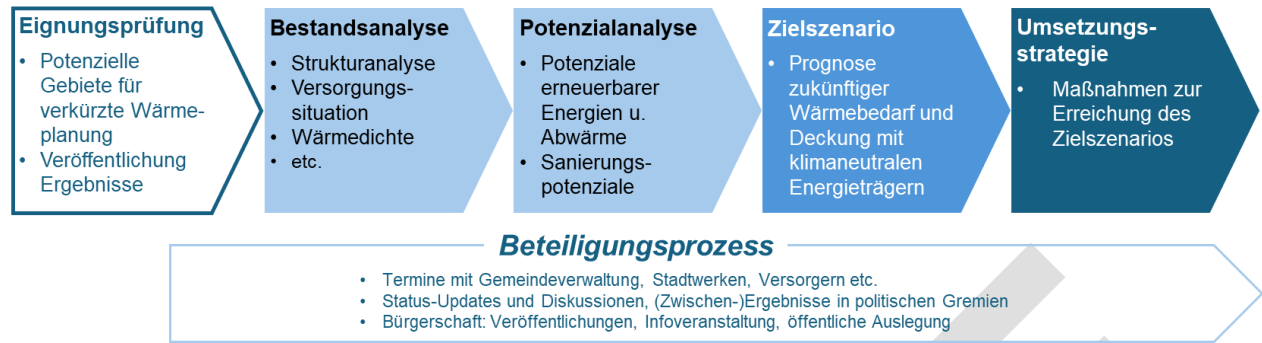 Eignungsprüfung
• Potenzielle
Gebiete für
verkürzte Wärme-
planung
• Veröffentlichung
Ergebnisse
Bestandsanalyse
• Strukturanalyse
• Versorgungs-
situation
• Wärmedichte
• etc.
Potenzialanalyse
• Potenziale
erneuerbarer
Energien u.
Abwärme
• Sanierungs-
potenziale
Zielszenario
• Prognose
zukünftiger
Wärmebedarf und
Deckung mit
klimaneutralen
Energieträgern
Umsetzungs-
strategie
• Maßnahmen zur
Erreichung des
Zielszenarios
Beteiligungsprozess
• Termine mit Gemeindeverwaltung, Stadtwerken, Versorgern etc.
• Status-Updates und Diskussionen, (Zwischen-)Ergebnisse in politischen Gremien
• Bürgerschaft: Veröffentlichungen, Infoveranstaltung, öffentliche Auslegung